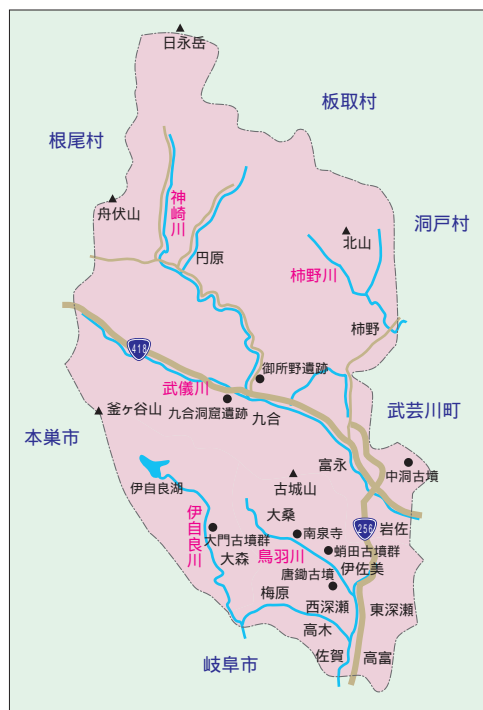 日永岳
板取村
根尾村
神崎川
舟伏山
洞戸村
北山
円原
柿野川
柿野
418
御所野遺跡
武儀川
九合洞窟遺跡
九合
釜ヶ谷山
武芸川町
本巣市
富永
中洞古墳
伊自良湖
古城山
大桑
伊自良川
256
岩佐
南泉寺
大門古墳群
鳥羽川
蛸田古墳群
大森
伊佐美
唐鋤古墳
梅原
西深瀬
東深瀬
高木
佐賀
高富
岐阜市